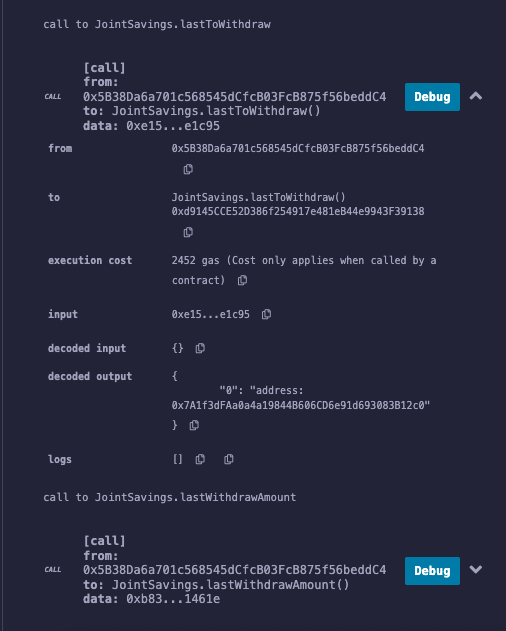 call to JointSavings.lastToWithdraw
[call]
from:
CALL 0x5B38Da6a701c568545dCfcB03FcB875f56beddC4 Debug
to: JointSavings.lastToWithdraw()
data: 0xe15...e1c95
from 0x5B38Da6a701c568545dCfcB03FcB875f56beddC4
to JointSavings.lastToWithdraw()
0xd9145CCE52D386f254917e481eB44e9943F39138
execution cost 2452 gas (Cost only applies when called by a
contract)
input 0xe15...e1c95
decoded input {}
decoded output {
"0": "address:
0x7A1f3dFAa0a4a19844B606CD6e91d693083B12c0"
}
logs []
call to JointSavings.lastWithdrawAmount
[call]
from:
CALL 0x5B38Da6a701c568545dCfcB03FcB875f56beddC4 Debug
to: JointSavings.lastWithdrawAmount()
data: 0xb83...1461e